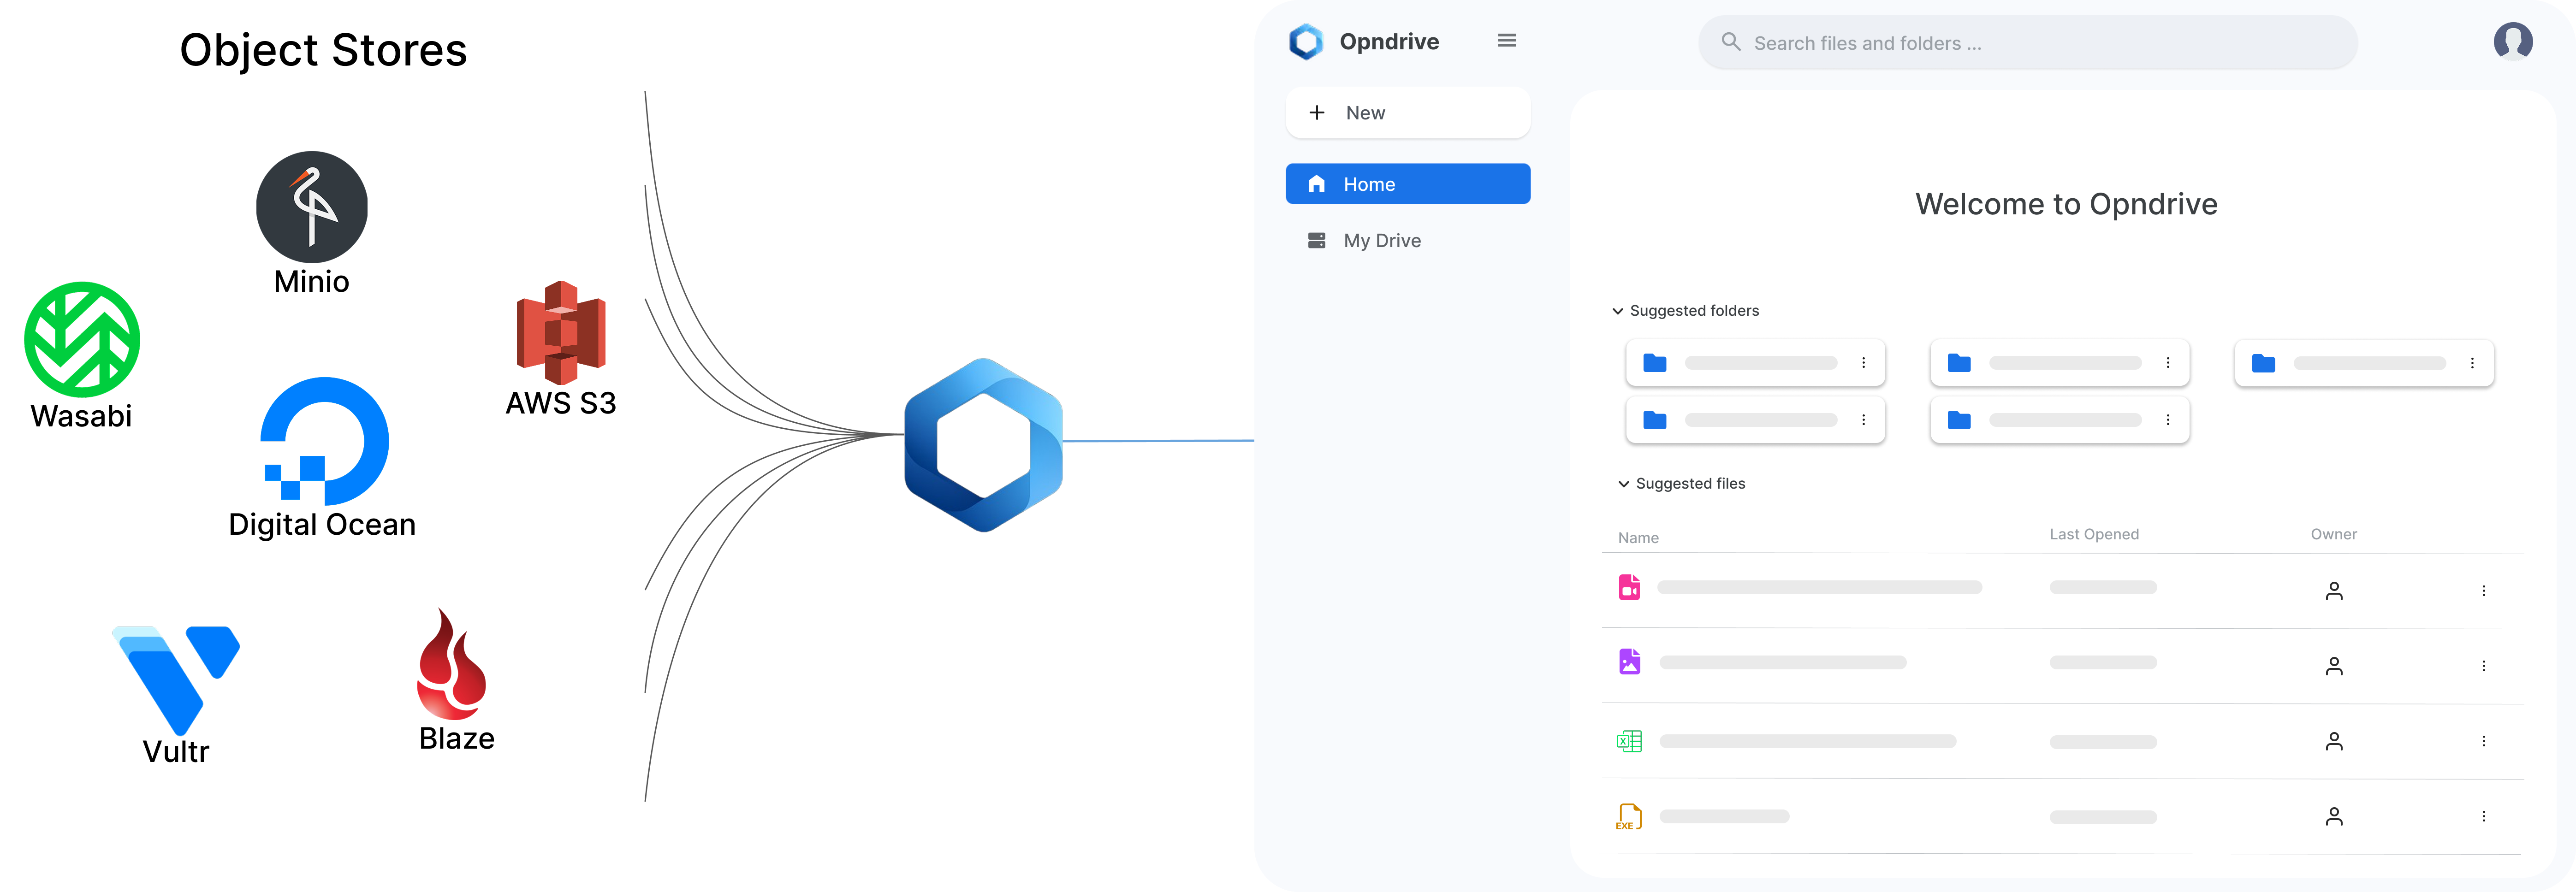 Object Stores
Minio
Wasabi
AWS S3
Digital Ocean
Vultr
Blaze
Opndrive
Search files and folders ...
New
Home
My Drive
Welcome to Opndrive
Suggested folders
Suggested files
Name
Last Opened
Owner
X
EXE